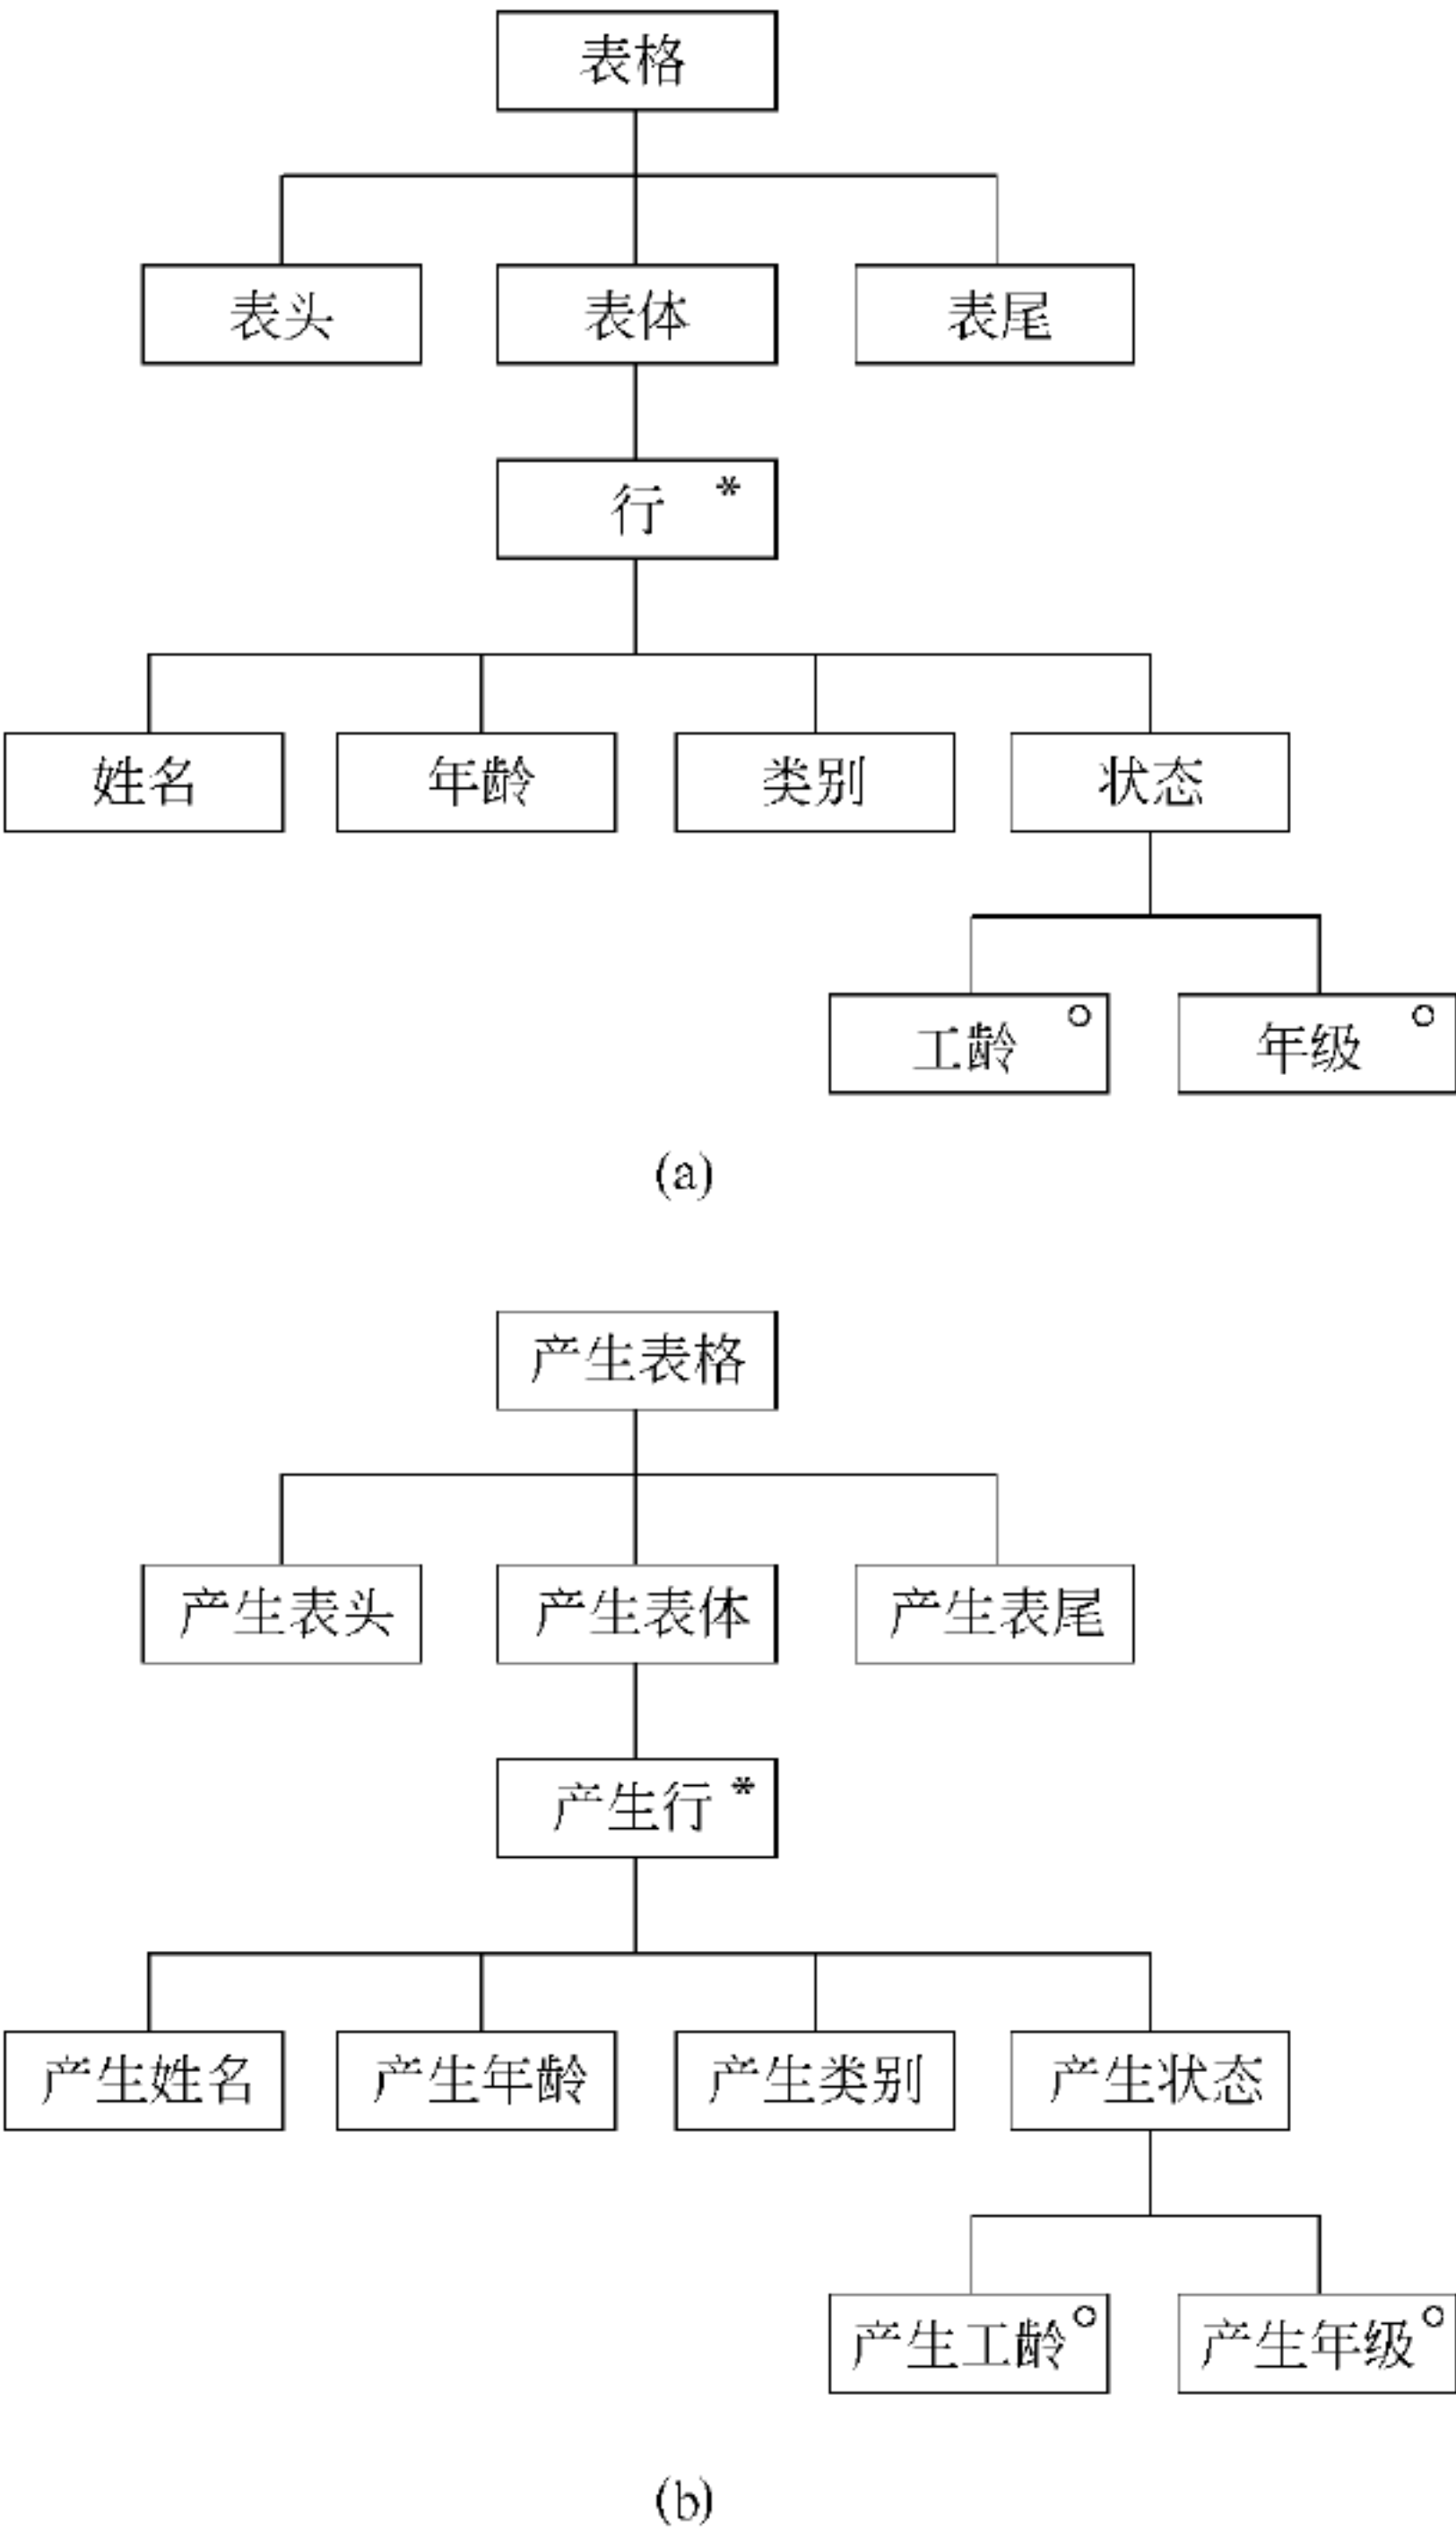 表格
表头 表体 表尾
行 *
姓名 年龄 类别 状态
工龄 ○ 年级 ○
(a)
产生表格
产生表头 产生表体 产生表尾
产生行 *
产生姓名 产生年龄 产生类别 产生状态
产生工龄 ○ 产生年级 ○
(b)